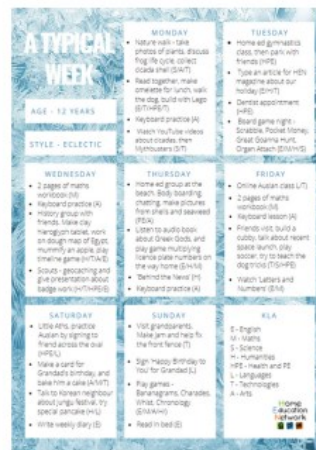 A TYPICAL
WEEK
AGE - 12 YEARS
STYLE - ECLECTIC
MONDAY
Nature walk - take
photos of plants, discuss
frog life cycle, collect
cicada shell (S/A/T)
Read together, make
omelette for lunch, walk
the dog, build with Lego
(E/T/HPE/T)
Keyboard practice (A)
Watch YouTube videos
about cicadas, then
Mythbusters (S/T)
TUESDAY
Home ed gymnastics
class, then park with
friends (HPE)
Type an article for HEN
magazine about our
holiday (E/H/T)
Dentist appointment
(HPE)
Board game night -
Scrabble, Pocket Money,
Great Goanna Hunt,
Organ Attach (E/M/H/S)
WEDNESDAY
2 pages of maths
workbook (M)
Keyboard practice (A)
History group with
friends. Make clay
hieroglyph tablet, work
on dough map of Egypt,
mummify an apple, play
timeline game (H/T/A/E)
Scouts - geocaching and
give presentation about
badge work (H/T/HPE/E)
THURSDAY
Home ed group at the
beach. Body boarding,
chatting, make pictures
from shells and seaweed
(PE/A)
Listen to audio book
about Greek Gods, and
play game multiplying
licence plate numbers on
the way home (E/H/M)
'Behind the News' (H)
Keyboard practice (A)
FRIDAY
Online Auslan class (L/T)
2 pages of maths
workbook (M)
Keyboard lesson (A)
Friends visit, build a
cubby, talk about recent
space launch, play
soccer, try to teach the
dog tricks (T/S/HPE)
Watch 'Letters and
Numbers' (E/M)
SATURDAY
Little Aths, practice
Auslan by signing to
friend across the oval
(HPE/L)
Make a card for
Grandad's birthday, and
bake him a cake (A/M/T)
Talk to Korean neighbour
about Jungu festival, try
special pancake (H/L)
Write weekly diary (E)
SUNDAY
Visit grandparents.
Make jam and help fix
the front fence (T)
Sign 'Happy Birthday to
You' for Grandad (L)
Play games -
Bananagrams, Charades,
Whist, Chronology
(E/M/A/H)
Read in bed (E)
KLA
E - English
M - Maths
S - Science
H - Humanities
HPE - Health and PE
L - Languages
T - Technologies
A - Arts
Home
Education
Network